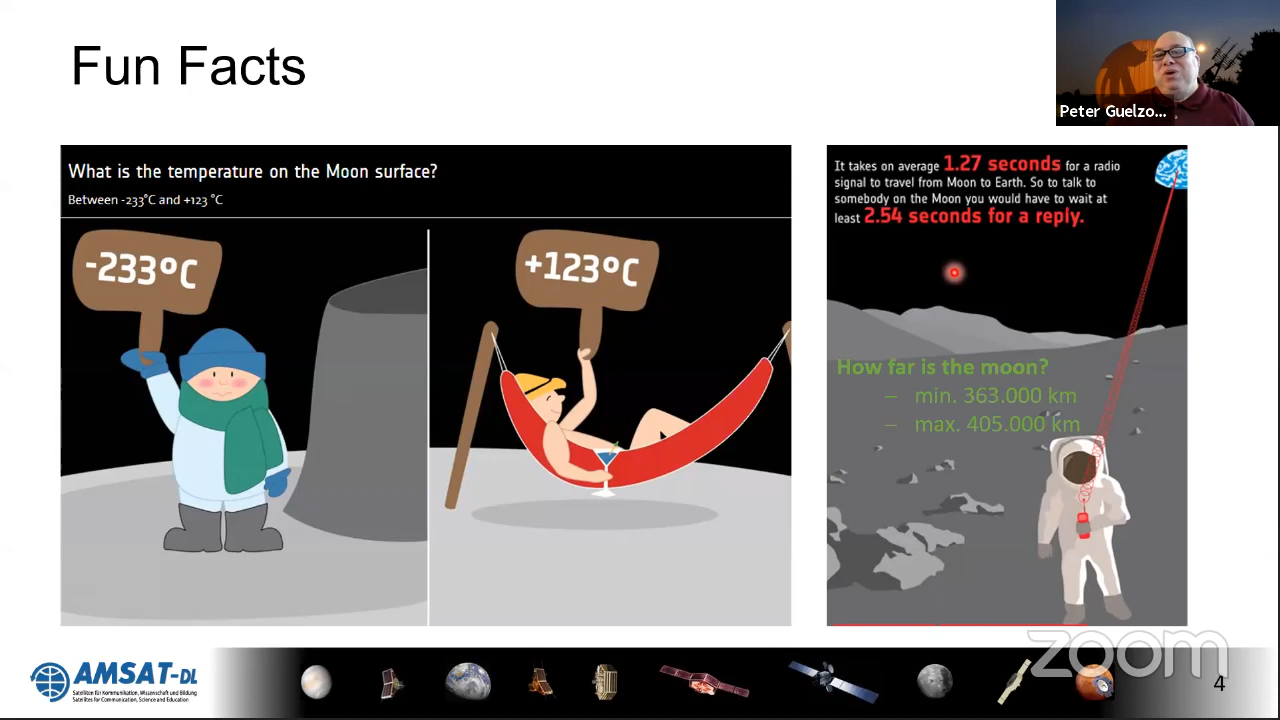 Fun Facts
Peter Guelzo...
What is the temperature on the Moon surface?
Between -233°C and +123 °C
-233°C
+123°C
It takes on average 1.27 seconds for a radio
signal to travel from Moon to Earth. So to talk to
somebody on the Moon you would have to wait at
least 2.54 seconds for a reply.
How far is the moon?
– min. 363.000 km
– max. 405.000 km
zoom
AMSAT-DL
Satelliten für Kommunikation, Wissenschaft und Bildung
Satellites for Communication, Science and Education
4